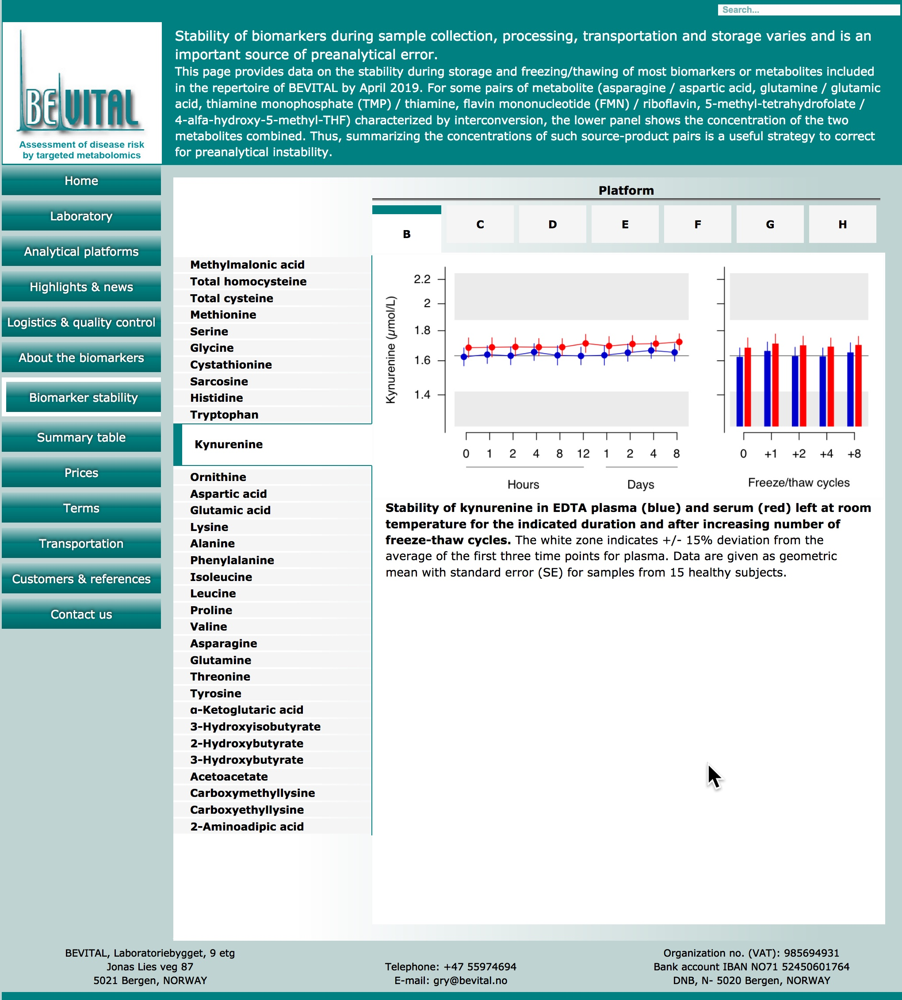 Search...
BEVITAL
Assessment of disease risk
by targeted metabolomics
Stability of biomarkers during sample collection, processing, transportation and storage varies and is an
important source of preanalytical error.
This page provides data on the stability during storage and freezing/thawing of most biomarkers or metabolites included
in the repertoire of BEVITAL by April 2019. For some pairs of metabolite (asparagine / aspartic acid, glutamine / glutamic
acid, thiamine monophosphate (TMP) / thiamine, flavin mononucleotide (FMN) / riboflavin, 5-methyl-tetrahydrofolate /
4-alfa-hydroxy-5-methyl-THF) characterized by interconversion, the lower panel shows the concentration of the two
metabolites combined. Thus, summarizing the concentrations of such source-product pairs is a useful strategy to correct
for preanalytical instability.
Home
Laboratory
Analytical platforms
Highlights & news
Logistics & quality control
About the biomarkers
Biomarker stability
Summary table
Prices
Terms
Transportation
Customers & references
Contact us
Platform
B
C
D
E
F
G
H
Methylmalonic acid
Total homocysteine
Total cysteine
Methionine
Serine
Glycine
Cystathionine
Sarcosine
Histidine
Tryptophan
Kynurenine
Ornithine
Aspartic acid
Glutamic acid
Lysine
Alanine
Phenylalanine
Isoleucine
Leucine
Proline
Valine
Asparagine
Glutamine
Threonine
Tyrosine
α-Ketoglutaric acid
3-Hydroxyisobutyrate
2-Hydroxybutyrate
3-Hydroxybutyrate
Acetoacetate
Carboxymethyllysine
Carboxyethyllysine
2-Aminoadipic acid
Kynurenine (µmol/L)
2.2
2
1.8
1.6
1.4
0 1 2 4 8 12 1 2 4 8
Hours Days
0 +1 +2 +4 +8
Freeze/thaw cycles
Stability of kynurenine in EDTA plasma (blue) and serum (red) left at room
temperature for the indicated duration and after increasing number of
freeze-thaw cycles. The white zone indicates +/- 15% deviation from the
average of the first three time points for plasma. Data are given as geometric
mean with standard error (SE) for samples from 15 healthy subjects.
BEVITAL, Laboratoriebygget, 9 etg
Jonas Lies veg 87
5021 Bergen, NORWAY
Telephone: +47 55974694
E-mail: gry@bevital.no
Organization no. (VAT): 985694931
Bank account IBAN NO71 52450601764
DNB, N- 5020 Bergen, NORWAY